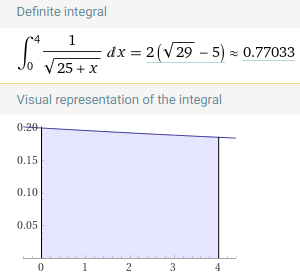 Definite integral
∫₀⁴ 1/√(25 + x) dx = 2(√29 − 5) ≈ 0.77033
Visual representation of the integral
0.20
0.15
0.10
0.05
0 1 2 3 4